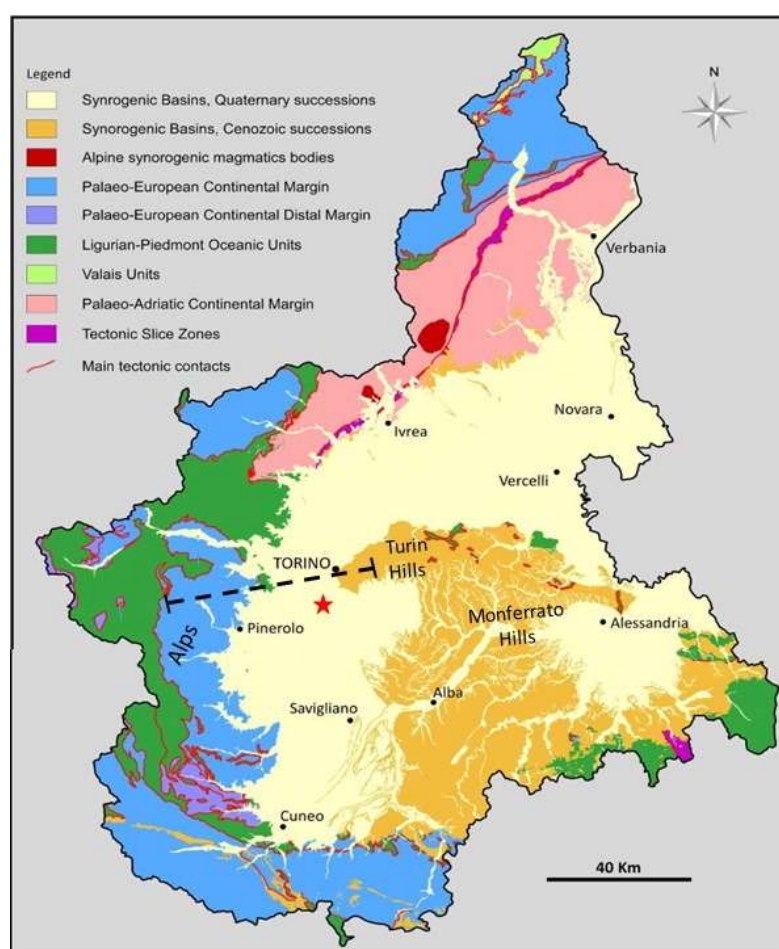 Legend
Synrogenic Basins, Quaternary successions
Synorogenic Basins, Cenozoic successions
Alpine synorogenic magmatics bodies
Palaeo-European Continental Margin
Palaeo-European Continental Distal Margin
Ligurian-Piedmont Oceanic Units
Valais Units
Palaeo-Adriatic Continental Margin
Tectonic Slice Zones
Main tectonic contacts
N
Verbania
Novara
Ivrea
Vercelli
TORINO
Turin
Hills
Alps
Pinerolo
Monferrato
Hills
Alessandria
Alba
Savigliano
Cuneo
40 Km